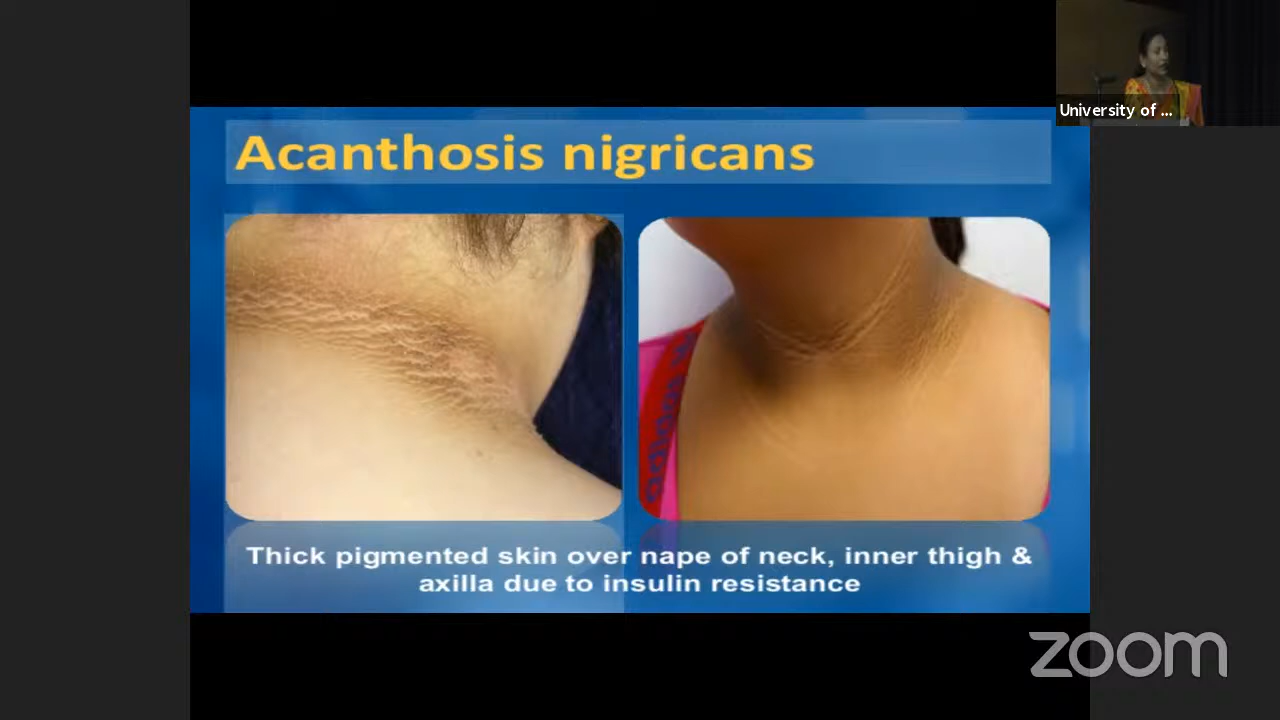 University of ...
Acanthosis nigricans
Thick pigmented skin over nape of neck, inner thigh &
axilla due to insulin resistance
zoom